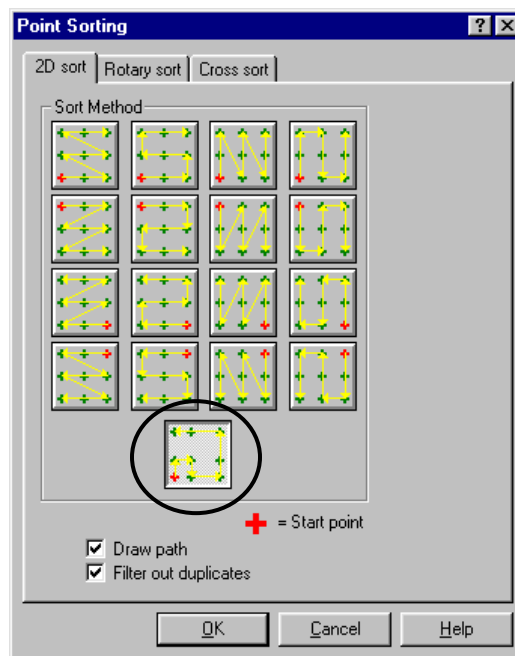 Point Sorting
2D sort Rotary sort Cross sort
Sort Method
= Start point
Draw path
Filter out duplicates
OK Cancel Help